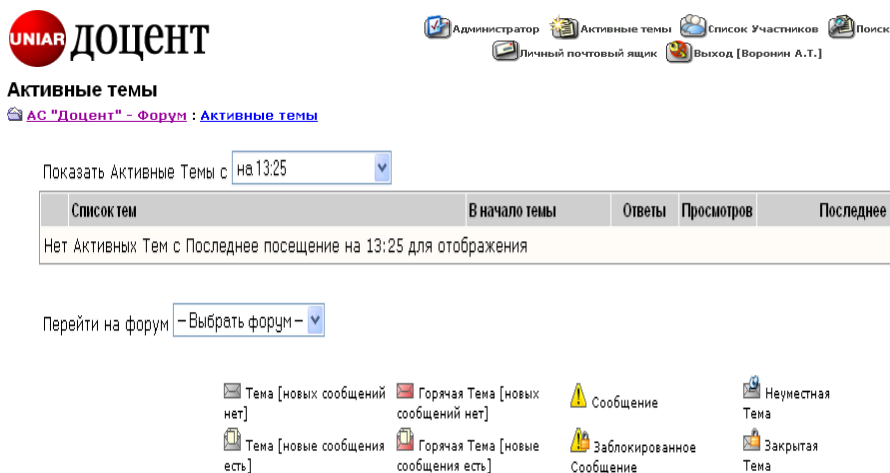 UNIAR ДОЦЕНТ
Администратор Активные темы Список Участников Поиск
Личный почтовый ящик Выход [Воронин А.Т.]
Активные темы
АС "Доцент" - Форум : Активные темы
Показать Активные Темы с на 13:25
Список тем В начало темы Ответы Просмотров Последнее
Нет Активных Тем с Последнее посещение на 13:25 для отображения
Перейти на форум -- Выбрать форум --
Тема [новых сообщений нет] Горячая Тема [новых сообщений нет] Сообщение Неуместная Тема
Тема [новые сообщения есть] Горячая Тема [новые сообщения есть] Заблокированное Сообщение Закрытая Тема